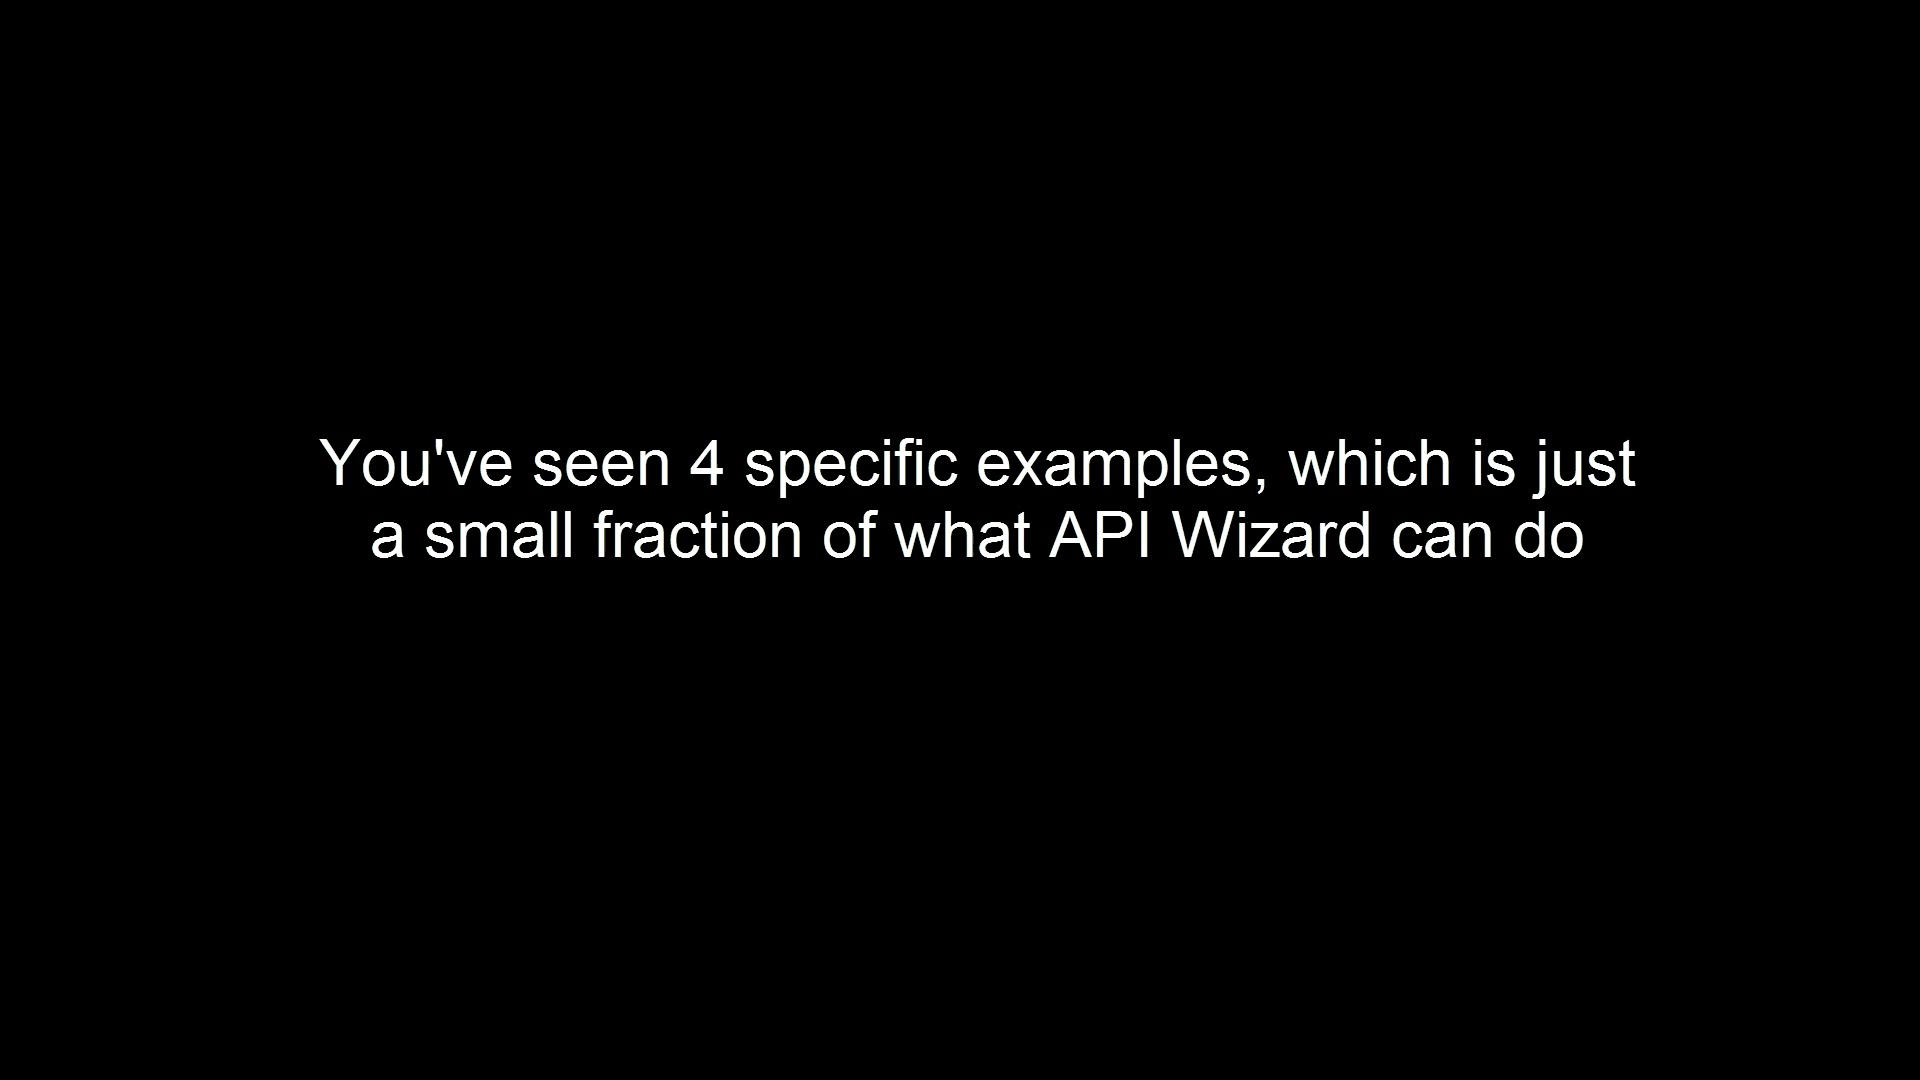 You've seen 4 specific examples, which is just
a small fraction of what API Wizard can do